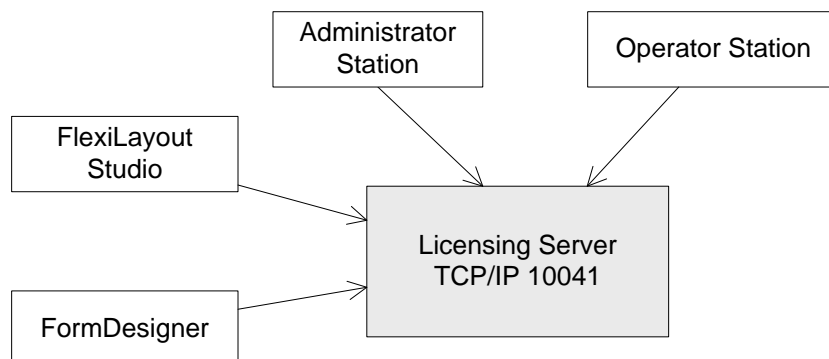 Administrator
Station
Operator Station
FlexiLayout
Studio
Licensing Server
TCP/IP 10041
FormDesigner